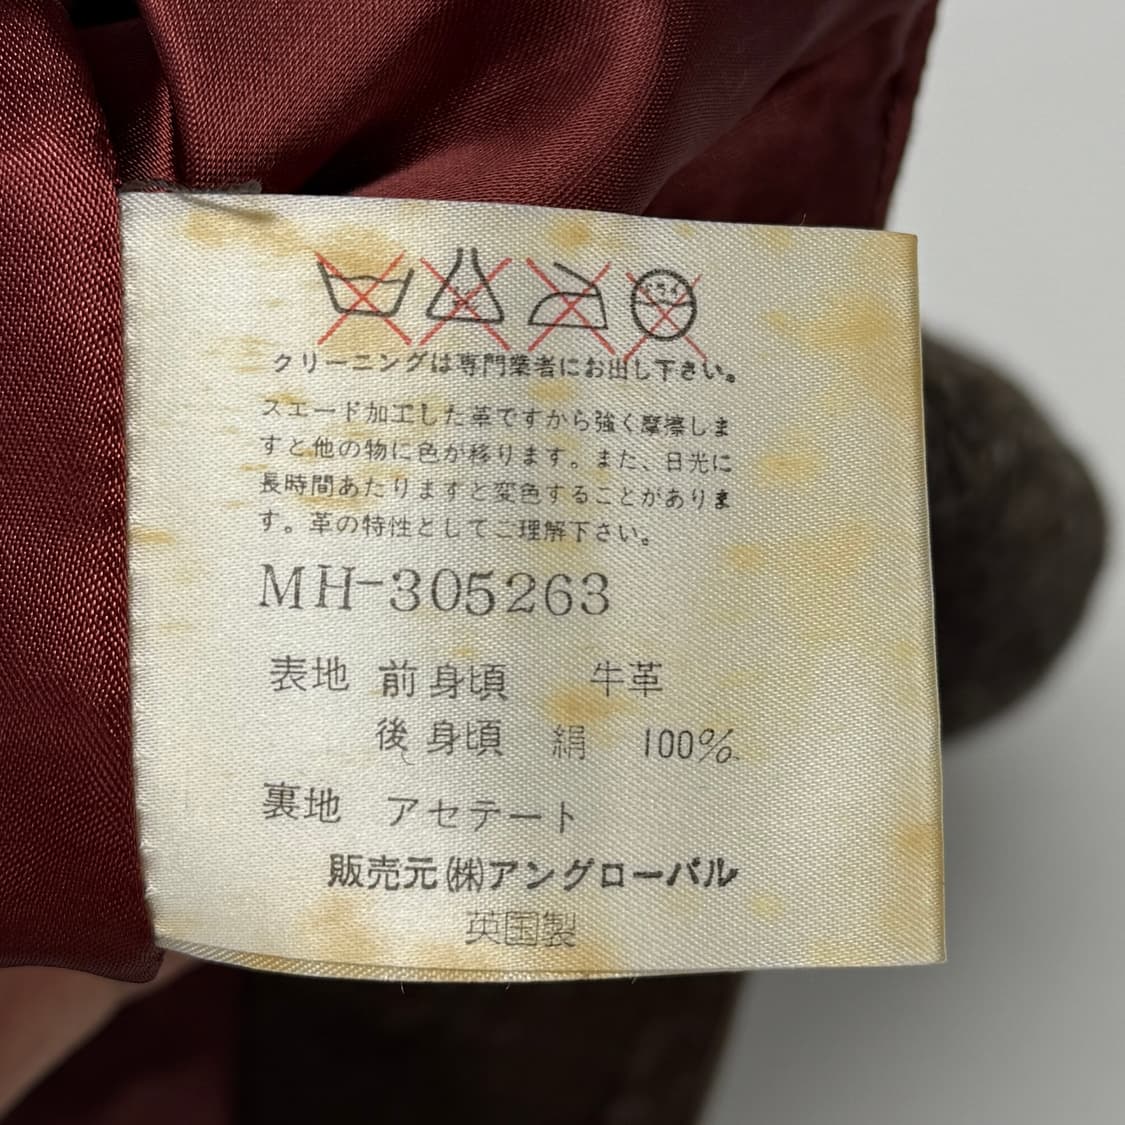 クリーニングは専門業者にお出し下さい。
スエード加工した革ですから強く摩擦しま
すと他の物に色が移ります。また、日光に
長時間あたりますと変色することがありま
す。革の特性としてご理解下さい。
MH-305263
表地 前身頃 牛革
後身頃 絹 100%
裏地 アセテート
販売元(株)アングローバル
英国製